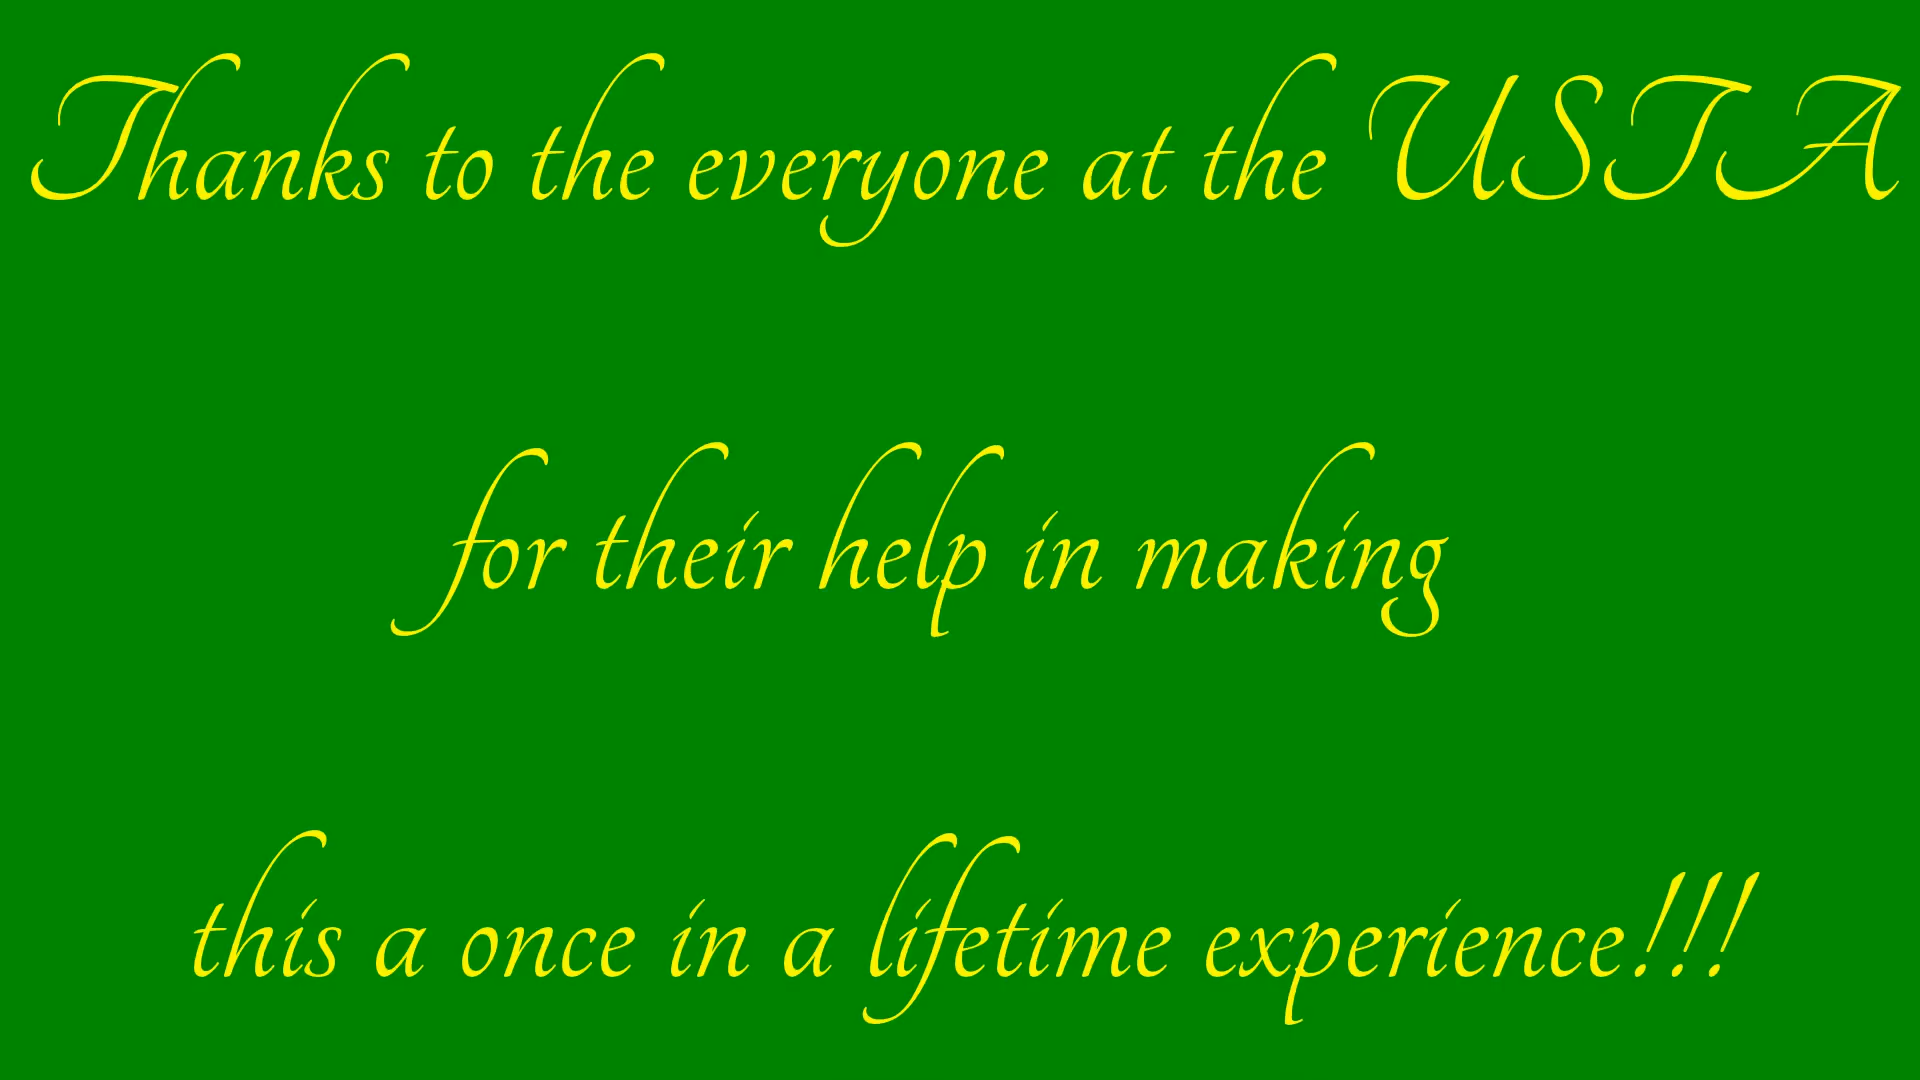 Thanks to the everyone at the USTA
for their help in making
this a once in a lifetime experience!!!